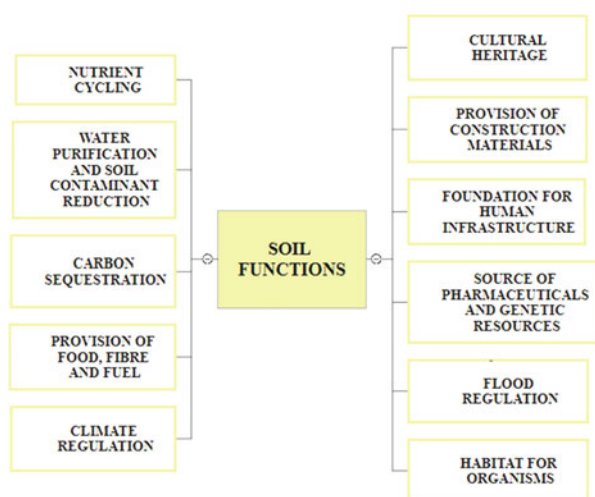 NUTRIENT
CYCLING
WATER
PURIFICATION
AND SOIL
CONTAMINANT
REDUCTION
CARBON
SEQUESTRATION
PROVISION OF
FOOD, FIBRE
AND FUEL
CLIMATE
REGULATION
SOIL
FUNCTIONS
CULTURAL
HERITAGE
PROVISION OF
CONSTRUCTION
MATERIALS
FOUNDATION FOR
HUMAN
INFRASTRUCTURE
SOURCE OF
PHARMACEUTICALS
AND GENETIC
RESOURCES
FLOOD
REGULATION
HABITAT FOR
ORGANISMS